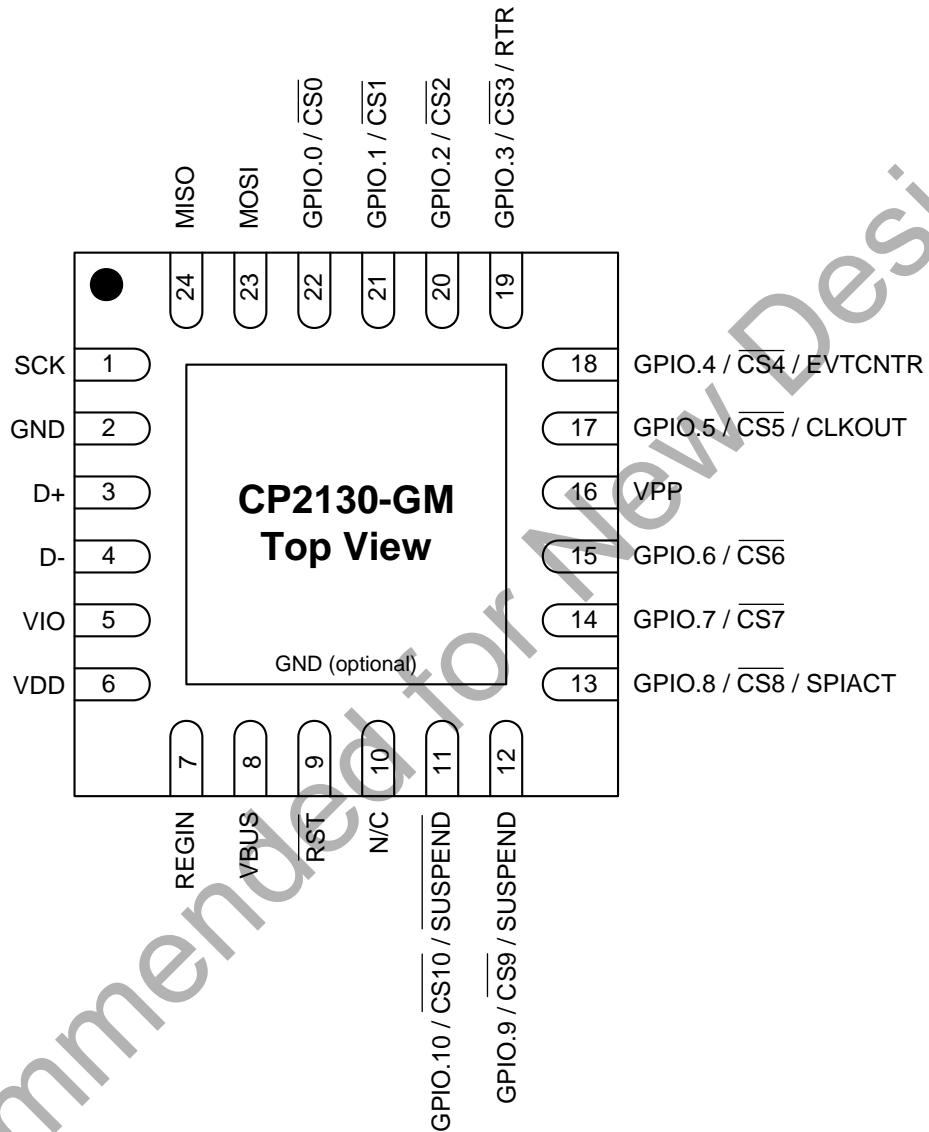 MISO
MOSI
GPIO.0 / CS0
GPIO.1 / CS1
GPIO.2 / CS2
GPIO.3 / CS3 / RTR
24
23
22
21
20
19
SCK 1
GND 2
D+ 3
D- 4
VIO 5
VDD 6
CP2130-GM
Top View
GND (optional)
18 GPIO.4 / CS4 / EVTCNTR
17 GPIO.5 / CS5 / CLKOUT
16 VPP
15 GPIO.6 / CS6
14 GPIO.7 / CS7
13 GPIO.8 / CS8 / SPIACT
7
8
9
10
11
12
REGIN
VBUS
RST
N/C
GPIO.10 / CS10 / SUSPEND
GPIO.9 / CS9 / SUSPEND
mmended for New Desi